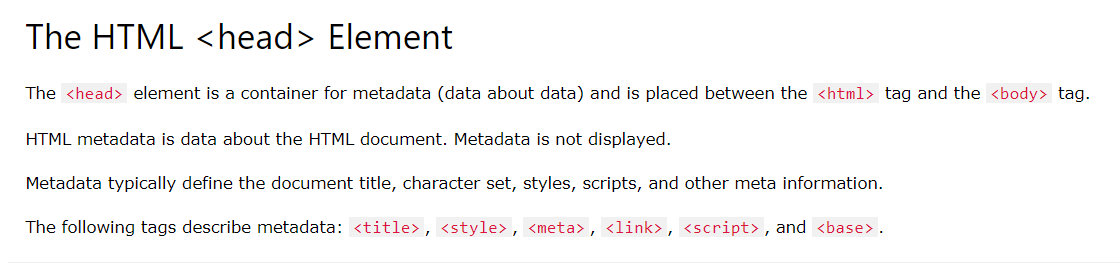 The HTML <head> Element
The <head> element is a container for metadata (data about data) and is placed between the <html> tag and the <body> tag.
HTML metadata is data about the HTML document. Metadata is not displayed.
Metadata typically define the document title, character set, styles, scripts, and other meta information.
The following tags describe metadata: <title>, <style>, <meta>, <link>, <script>, and <base>.